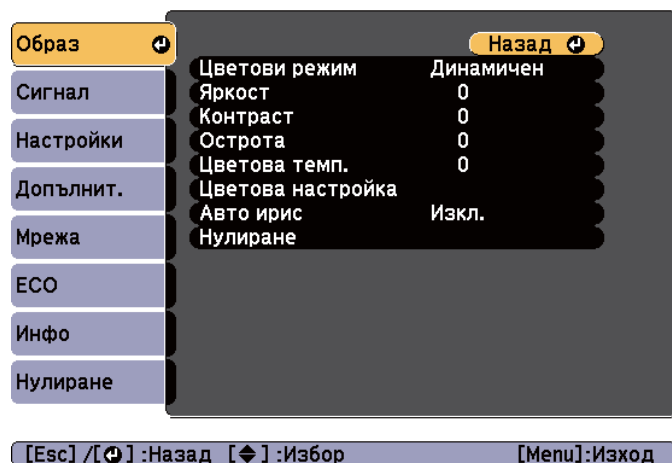 Образ
Сигнал
Настройки
Допълнит.
Мрежа
ECO
Инфо
Нулиране
Назад
Цветови режим Динамичен
Яркост 0
Контраст 0
Острота 0
Цветова темп. 0
Цветова настройка
Авто ирис Изкл.
Нулиране
[Esc] /[ ] :Назад [ ] :Избор [Menu]:Изход